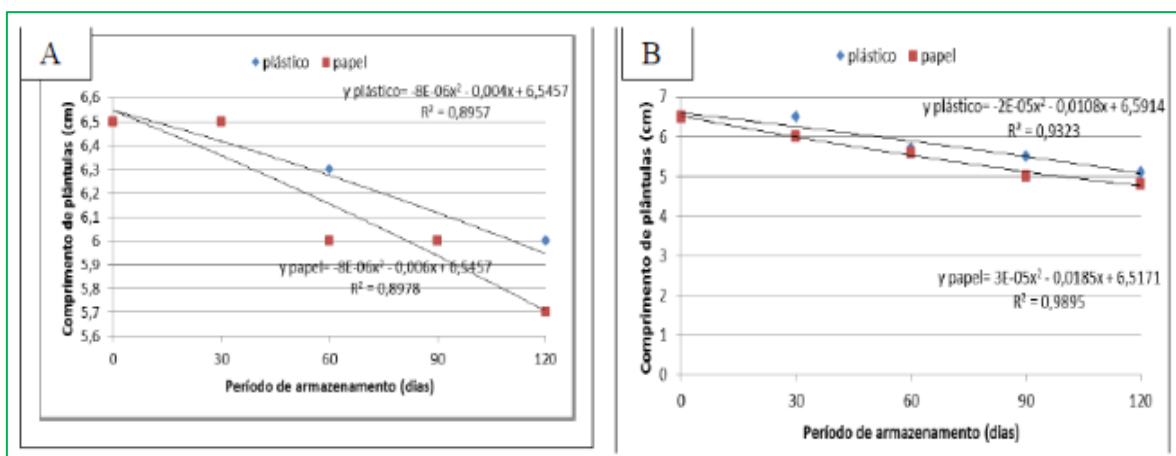 A
plástico papel
y plástico= -8E-06x² - 0,004x + 6,5457
R² = 0,8957
6,6
6,5
6,4
6,3
6,2
6,1
6
5,9
5,8
5,7
5,6
Comprimento de plântulas (cm)
y papel= -8E-06x² - 0,006x + 6,5457
R² = 0,8978
0 30 60 90 120
Período de armazenamento (dias)
B
plástico papel
y plástico= -2E-05x² - 0,0108x + 6,5914
R² = 0,9323
7
6
5
4
3
2
1
0
Comprimento de plântulas (cm)
y papel= 3E-05x² - 0,0185x + 6,5171
R² = 0,9895
0 30 60 90 120
Período de armazenamento (dias)